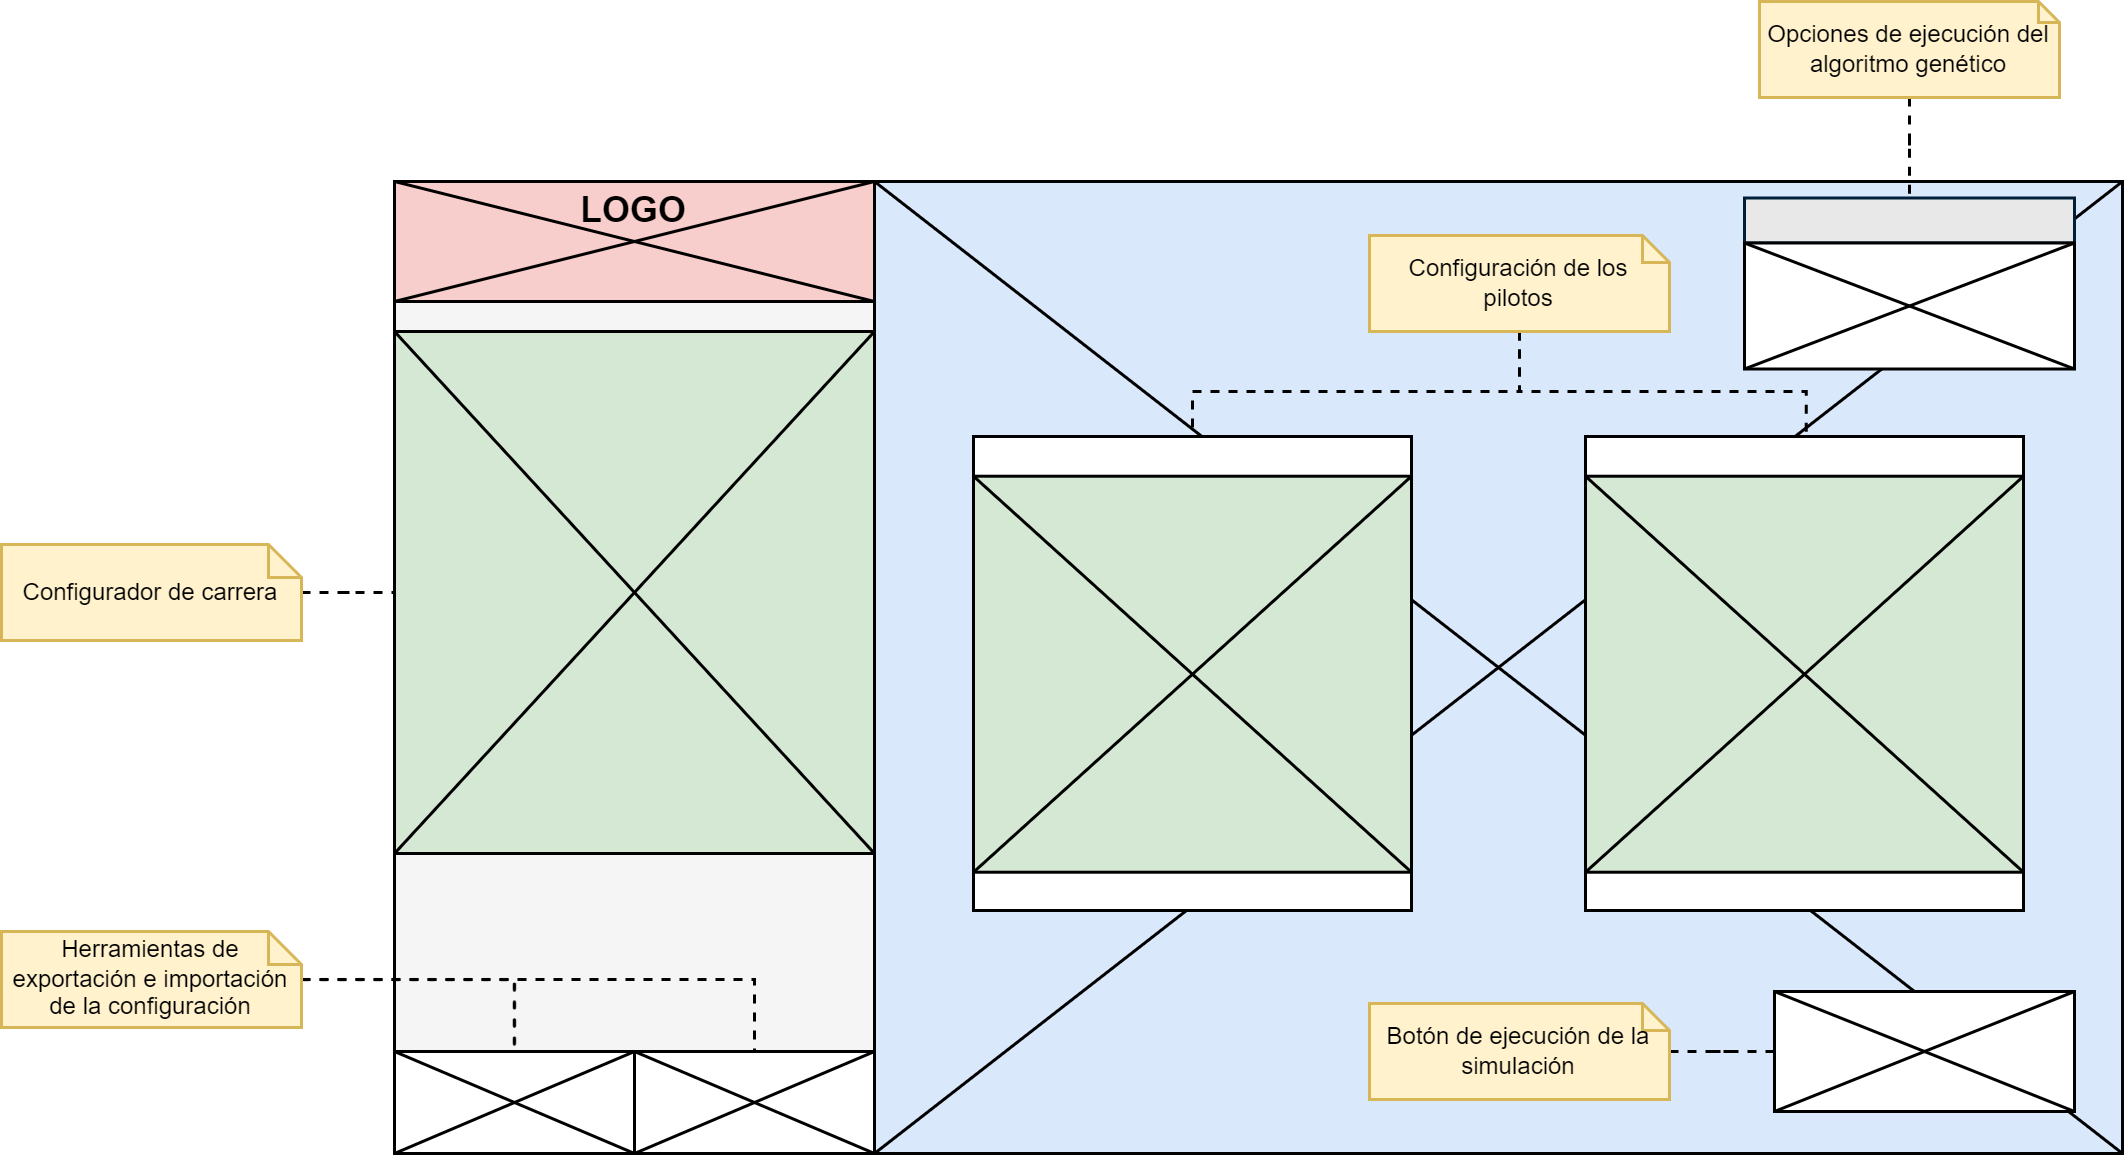 Opciones de ejecución del
algoritmo genético
LOGO
Configuración de los
pilotos
Configurador de carrera
Herramientas de
exportación e importación
de la configuración
Botón de ejecución de la
simulación